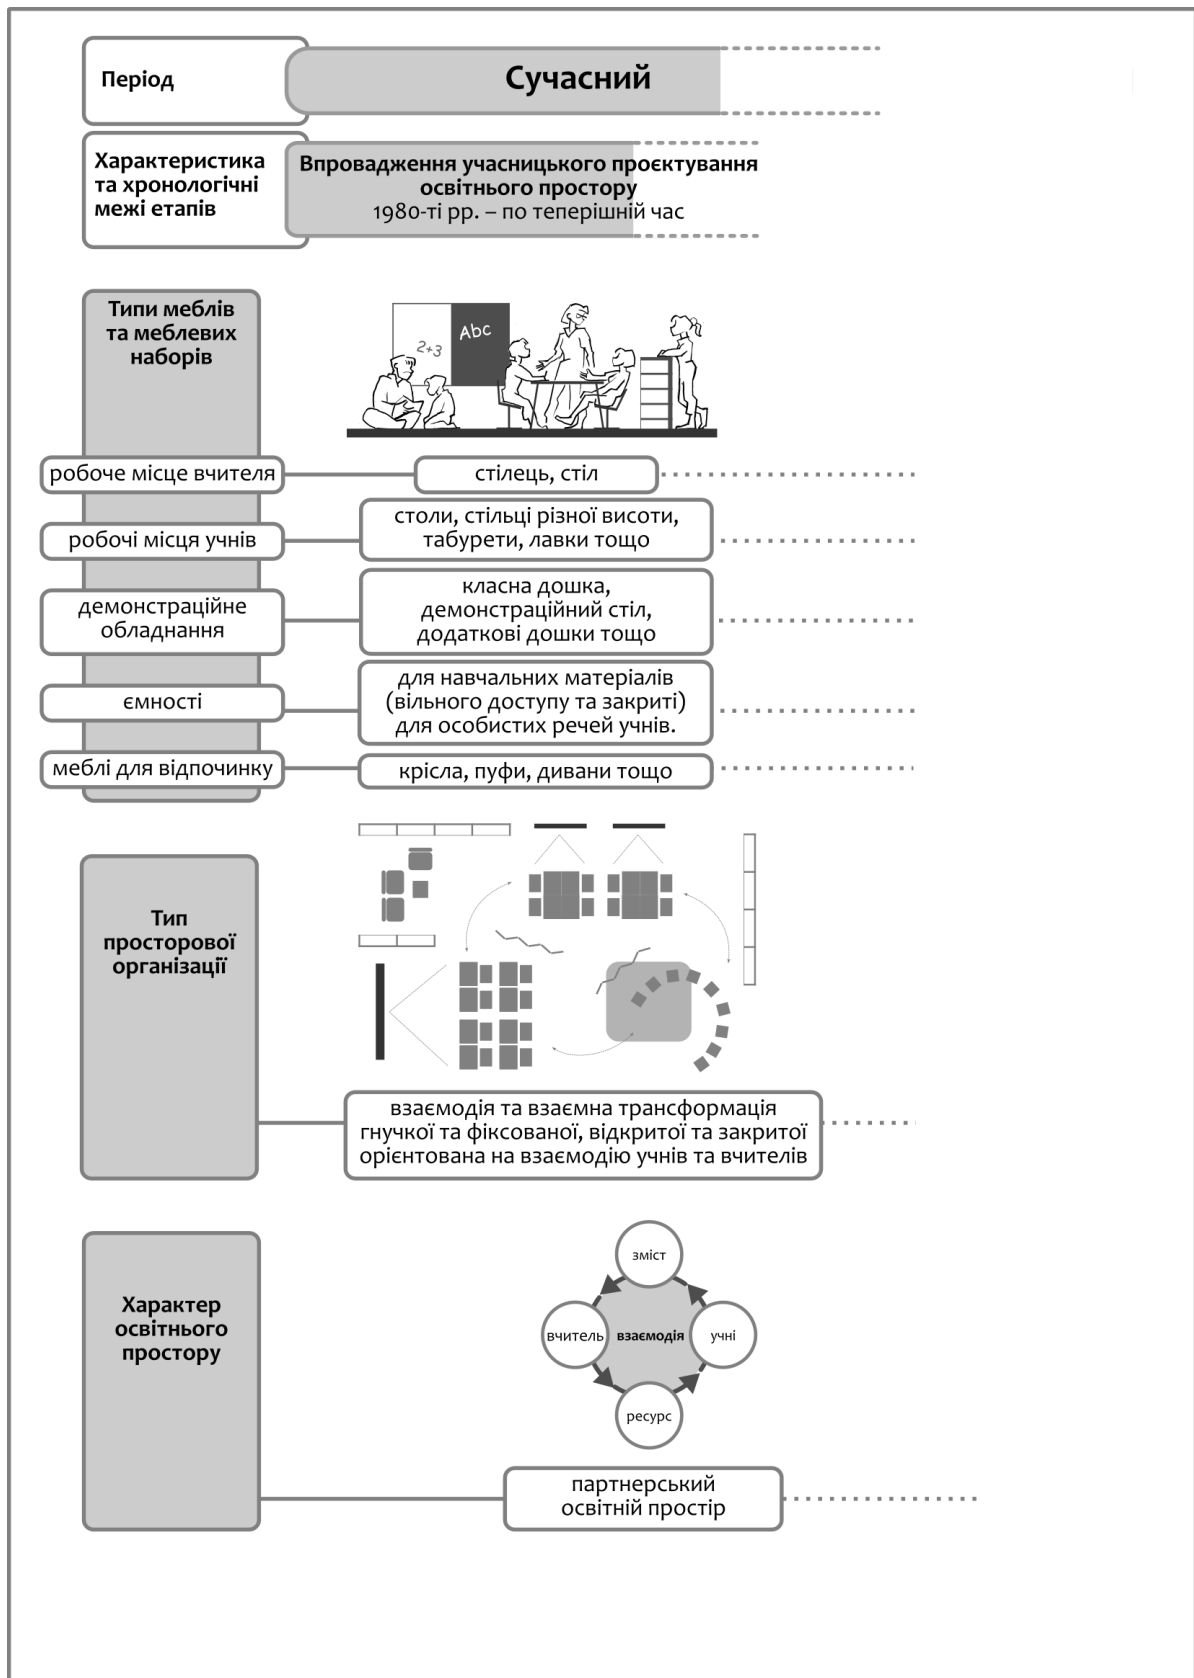 Період
Сучасний
Характеристика
та хронологічні
межі етапів
Впровадження учасницького проєктування
освітнього простору
1980-ті рр. – по теперішній час
Типи меблів
та меблевих
наборів
2+3
Abc
робоче місце вчителя
стілець, стіл
робочі місця учнів
столи, стільці різної висоти,
табурети, лавки тощо
демонстраційне
обладнання
класна дошка,
демонстраційний стіл,
додаткові дошки тощо
ємності
для навчальних матеріалів
(вільного доступу та закриті)
для особистих речей учнів.
меблі для відпочинку
крісла, пуфи, дивани тощо
Тип
просторової
організації
взаємодія та взаємна трансформація
гнучкої та фіксованої, відкритої та закритої
орієнтована на взаємодію учнів та вчителів
Характер
освітнього
простору
зміст
вчитель
взаємодія
учні
ресурс
партнерський
освітній простір